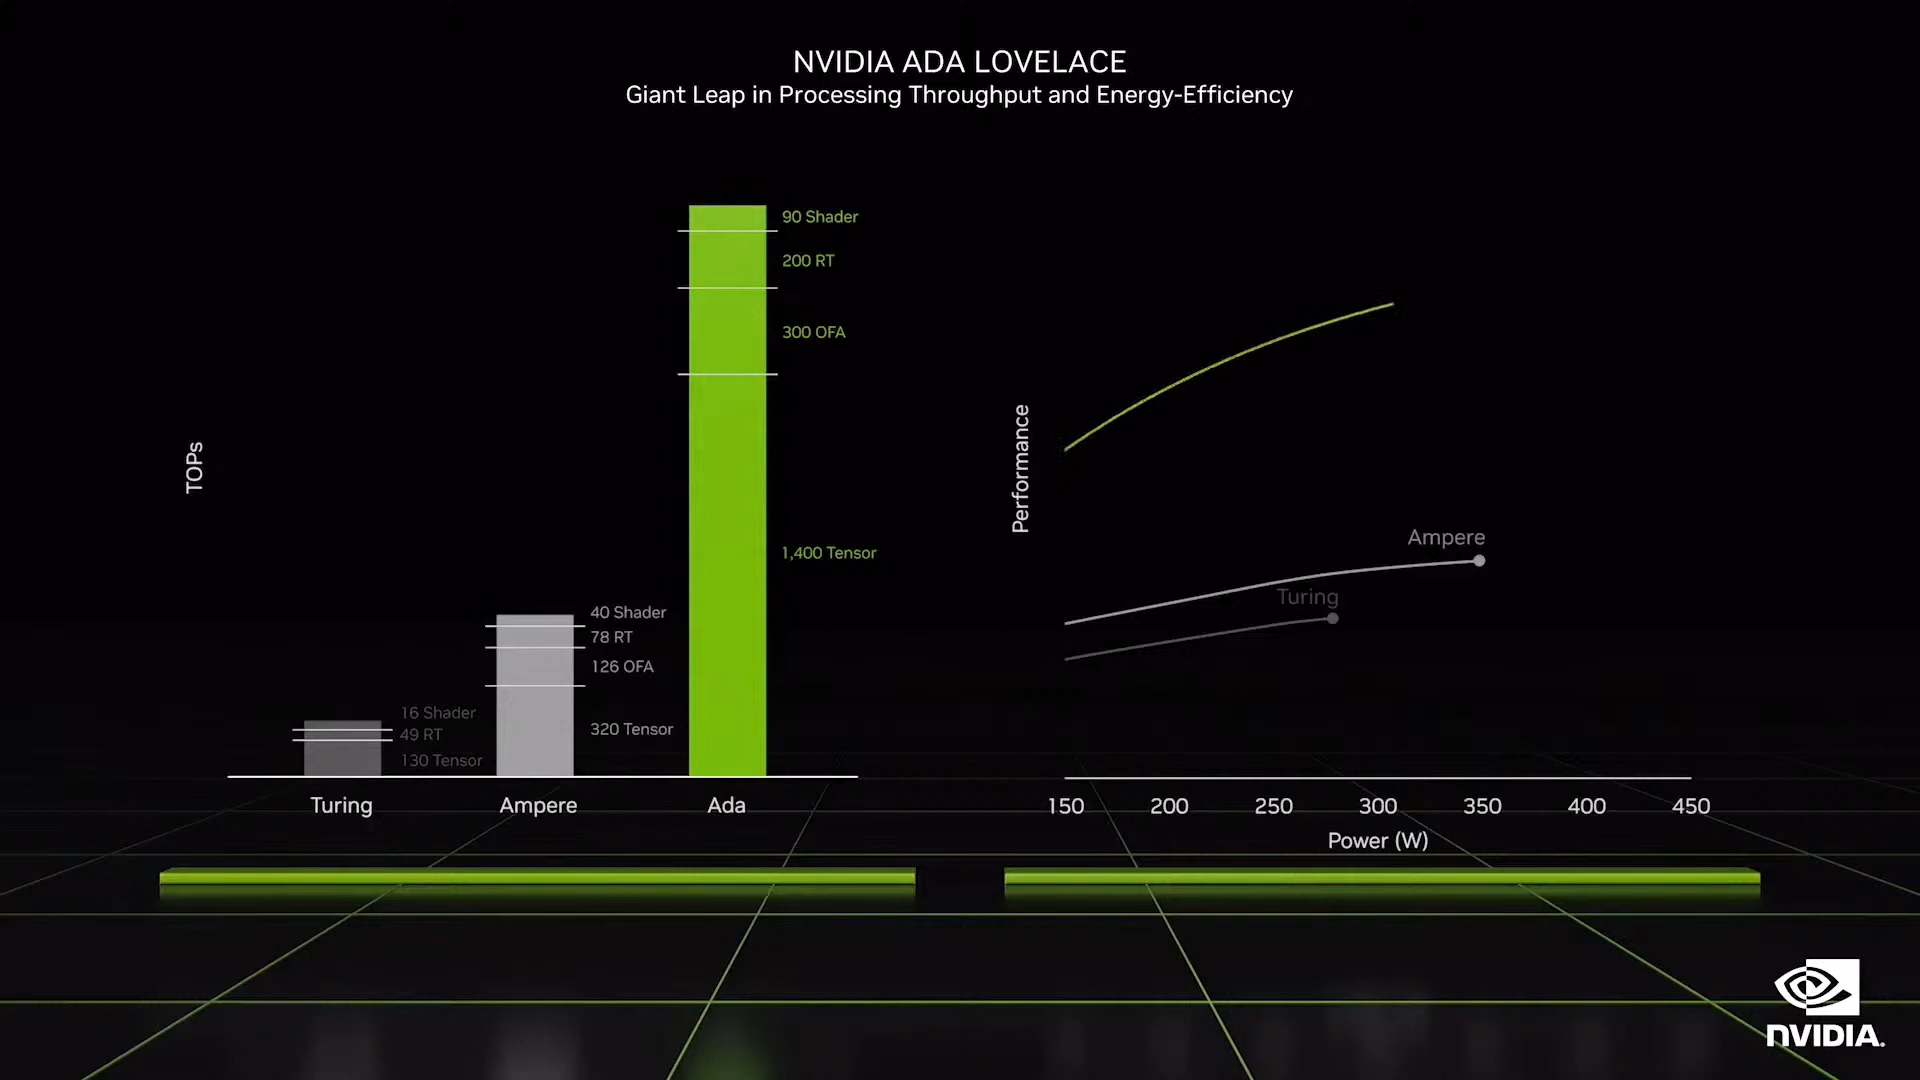 NVIDIA ADA LOVELACE
Giant Leap in Processing Throughput and Energy-Efficiency
TOPs
16 Shader
49 RT
130 Tensor
40 Shader
78 RT
126 OFA
320 Tensor
90 Shader
200 RT
300 OFA
1,400 Tensor
Turing Ampere Ada
Performance
Ampere
Turing
150 200 250 300 350 400 450
Power (W)
NVIDIA.